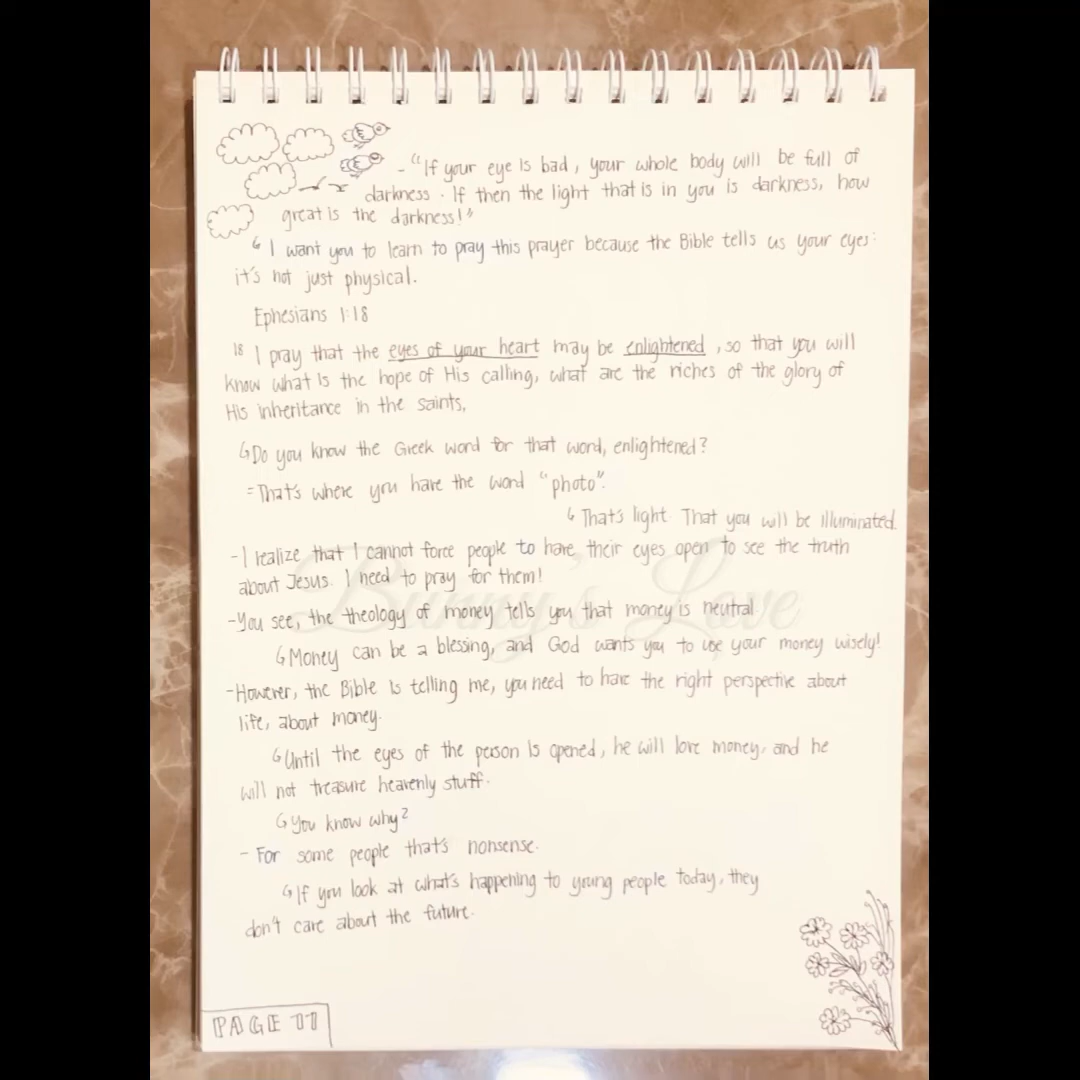 - "If your eye is bad, your whole body will be full of
darkness. If then the light that is in you is darkness, how
great is the darkness!"
I want you to learn to pray this prayer because the Bible tells us your eyes:
it's not just physical.
Ephesians 1:18
18 I pray that the eyes of your heart may be enlightened, so that you will
know what is the hope of His calling, what are the riches of the glory of
His inheritance in the saints,
Do you know the Greek word for that word, enlightened?
= That's where you have the word "photo".
That's light. That you will be illuminated.
- I realize that I cannot force people to have their eyes open to see the truth
about Jesus. I need to pray for them!
Bunny's Love
- You see, the theology of money tells you that money is neutral.
Money can be a blessing, and God wants you to use your money wisely!
- However, the Bible is telling me, you need to have the right perspective about
life, about money.
Until the eyes of the person is opened, he will love money, and he
will not treasure heavenly stuff.
You know why?
- For some people that's nonsense.
If you look at what's happening to young people today, they
don't care about the future.
PAGE 11